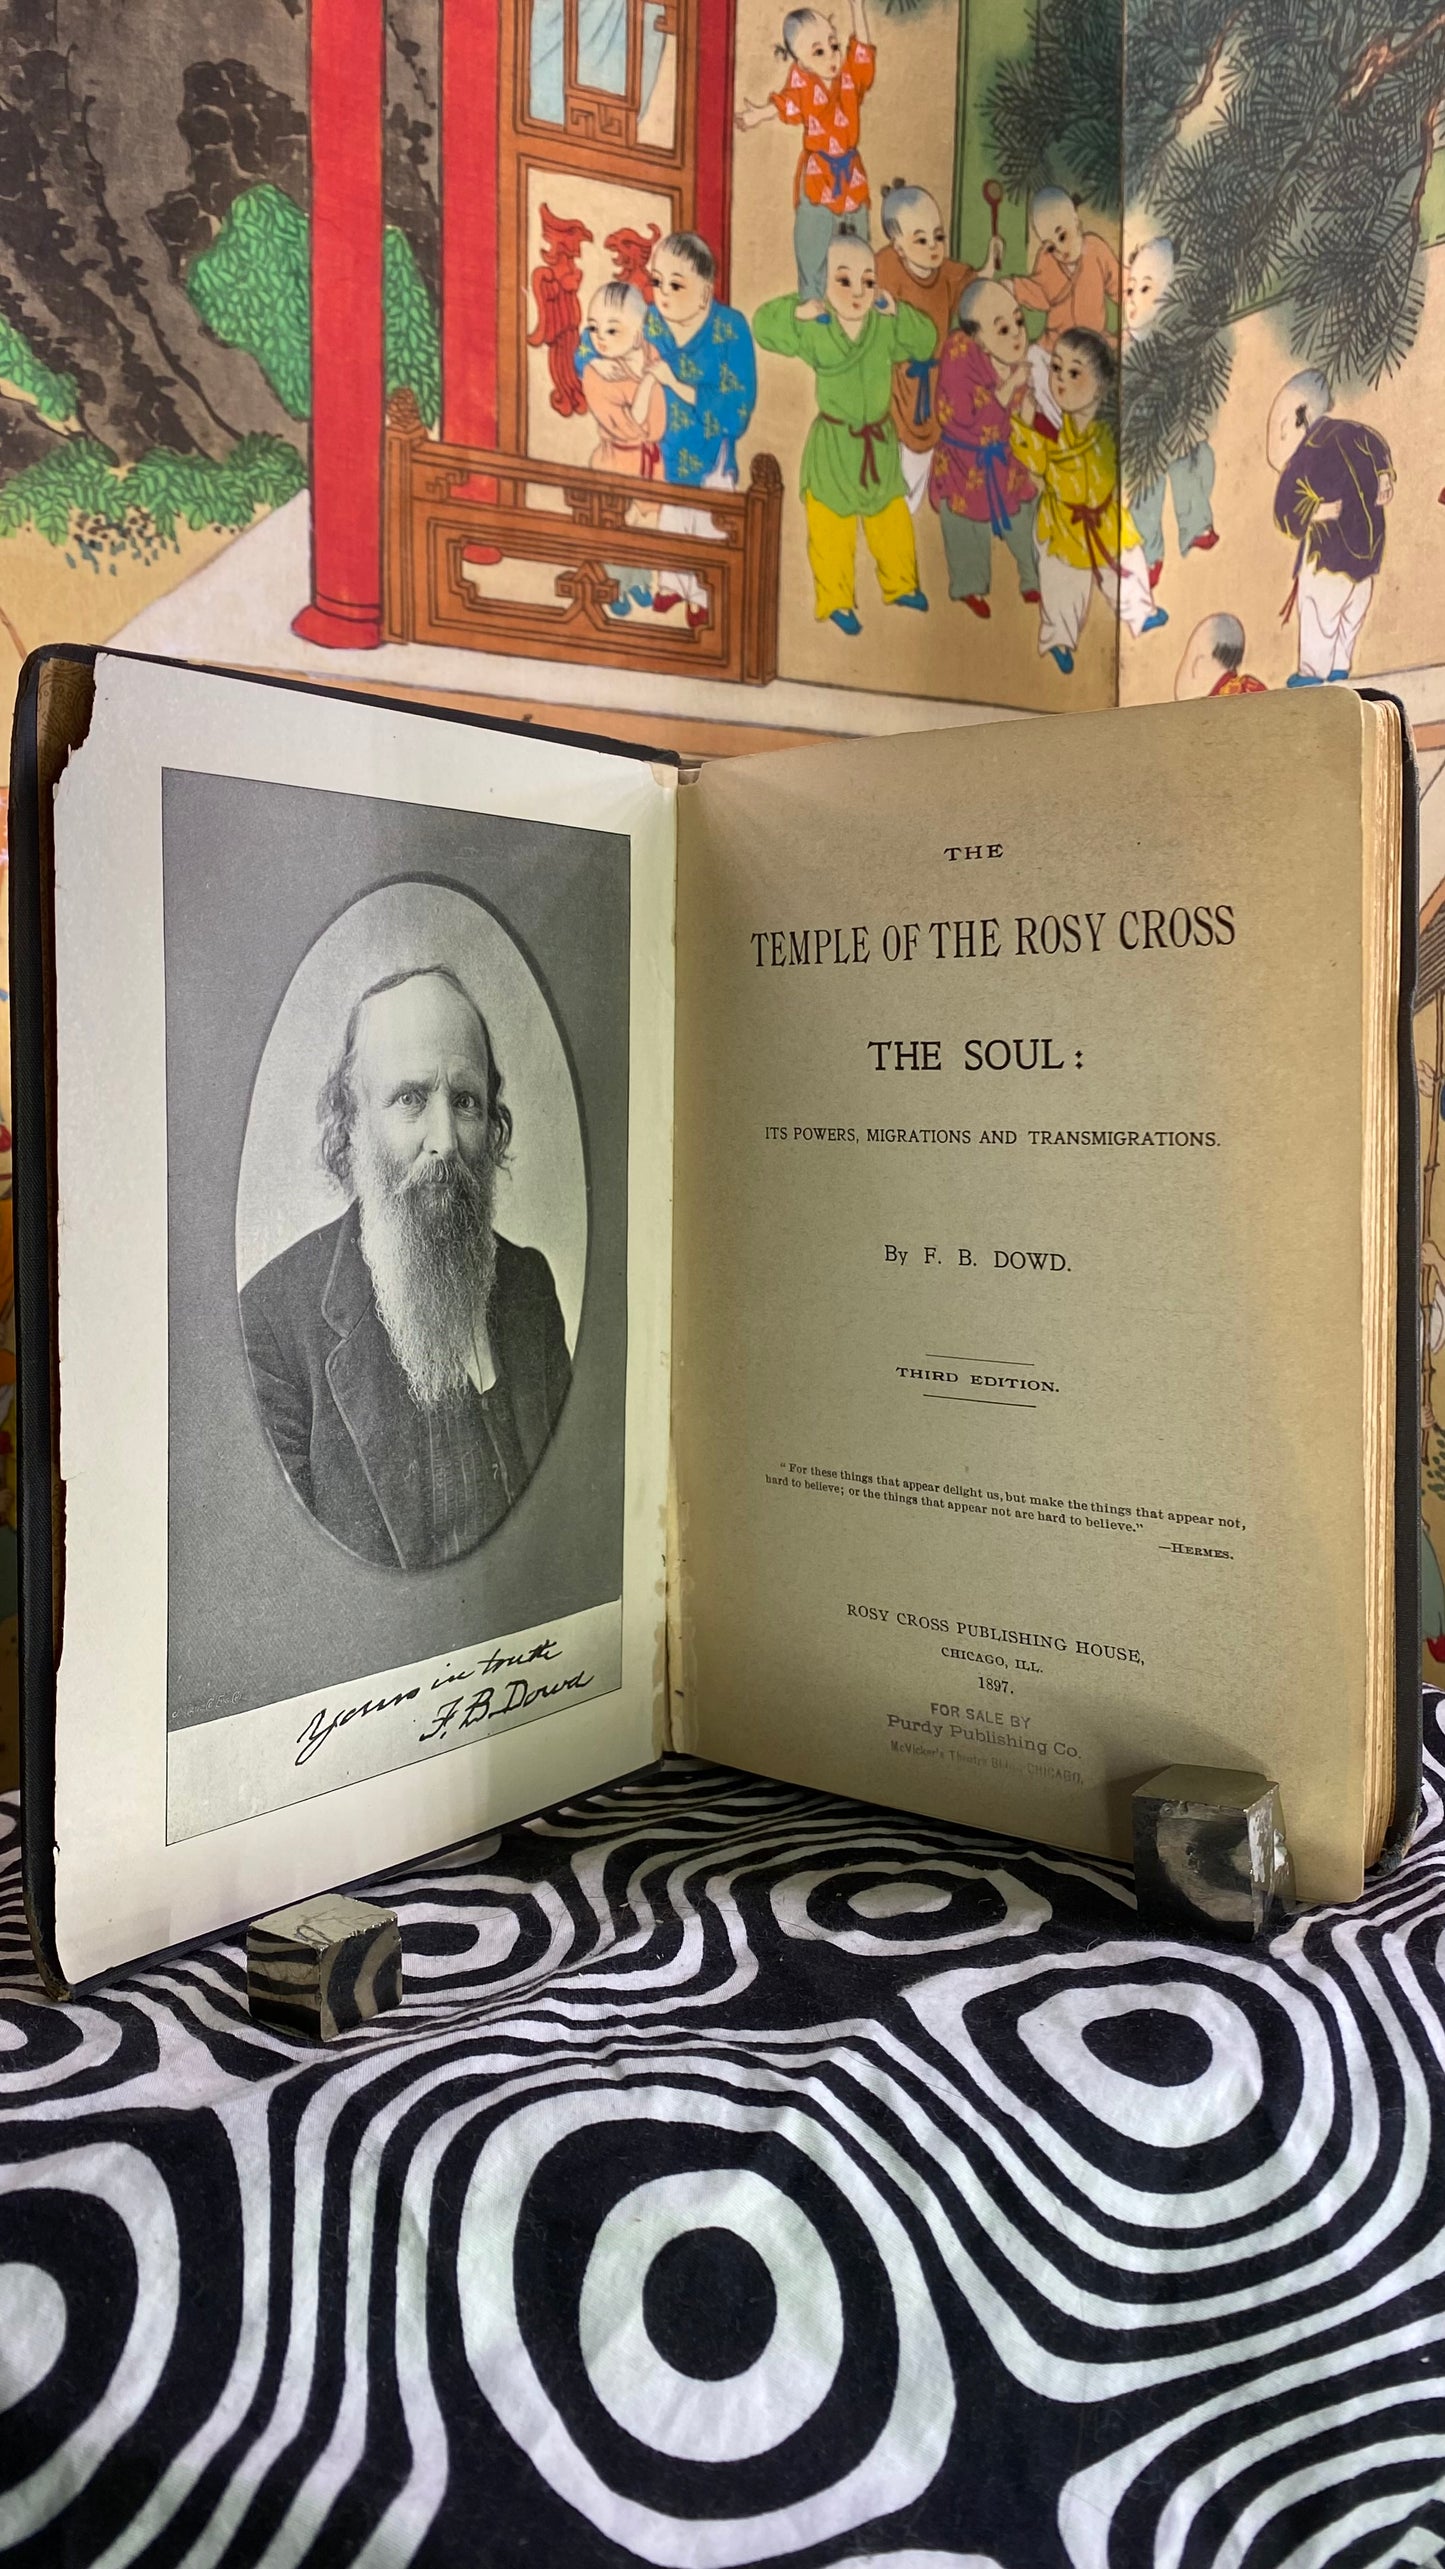 Yours in truth
F. B. Dowd
THE
TEMPLE OF THE ROSY CROSS
THE SOUL:
ITS POWERS, MIGRATIONS AND TRANSMIGRATIONS.
By F. B. DOWD.
THIRD EDITION.
"For these things that appear delight us, but make the things that appear not,
hard to believe; or the things that appear not are hard to believe."
—HERMES.
ROSY CROSS PUBLISHING HOUSE,
CHICAGO, ILL.
1897.
FOR SALE BY
Purdy Publishing Co.
McVicker's Theatre CHICAGO.